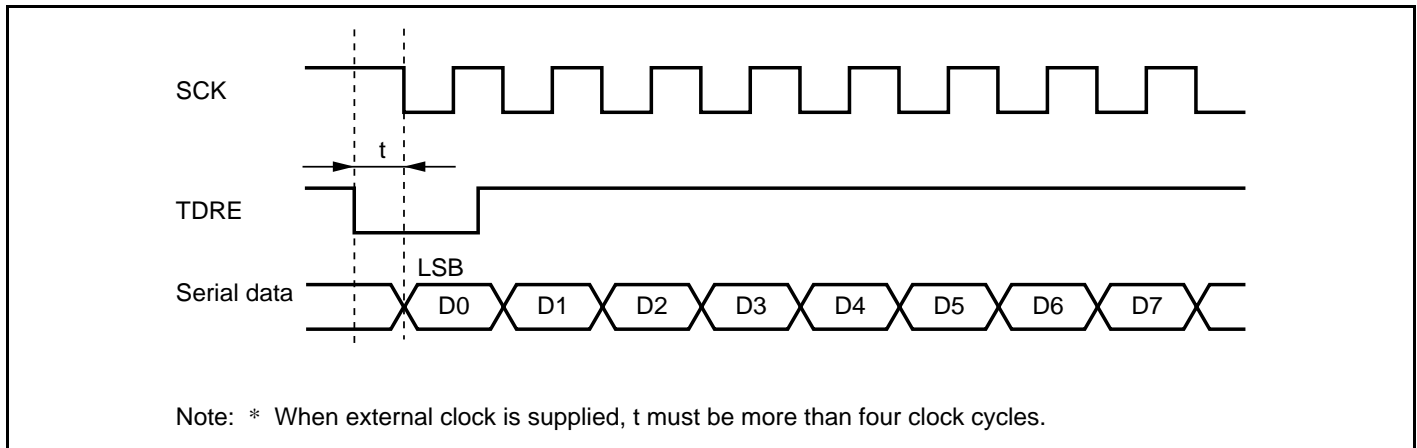 SCK
t
TDRE
LSB
Serial data D0 D1 D2 D3 D4 D5 D6 D7
Note: * When external clock is supplied, t must be more than four clock cycles.